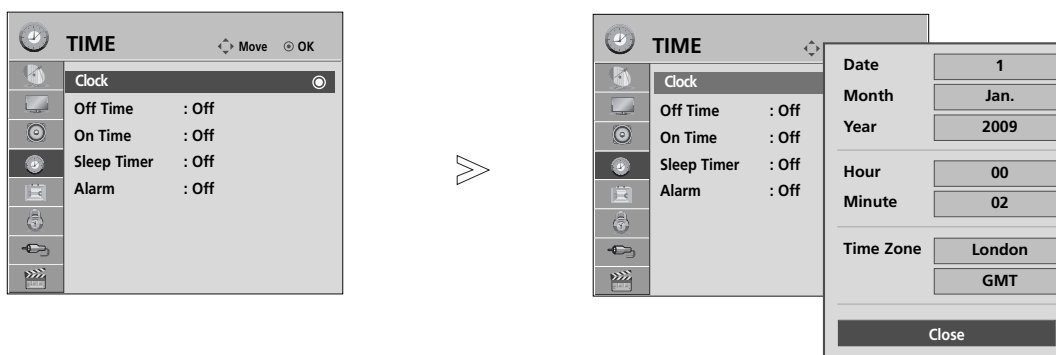 TIME Move OK
Clock
Off Time : Off
On Time : Off
Sleep Timer : Off
Alarm : Off
>
TIME
Clock
Off Time : Off
On Time : Off
Sleep Timer : Off
Alarm : Off
Date 1
Month Jan.
Year 2009
Hour 00
Minute 02
Time Zone London
GMT
Close